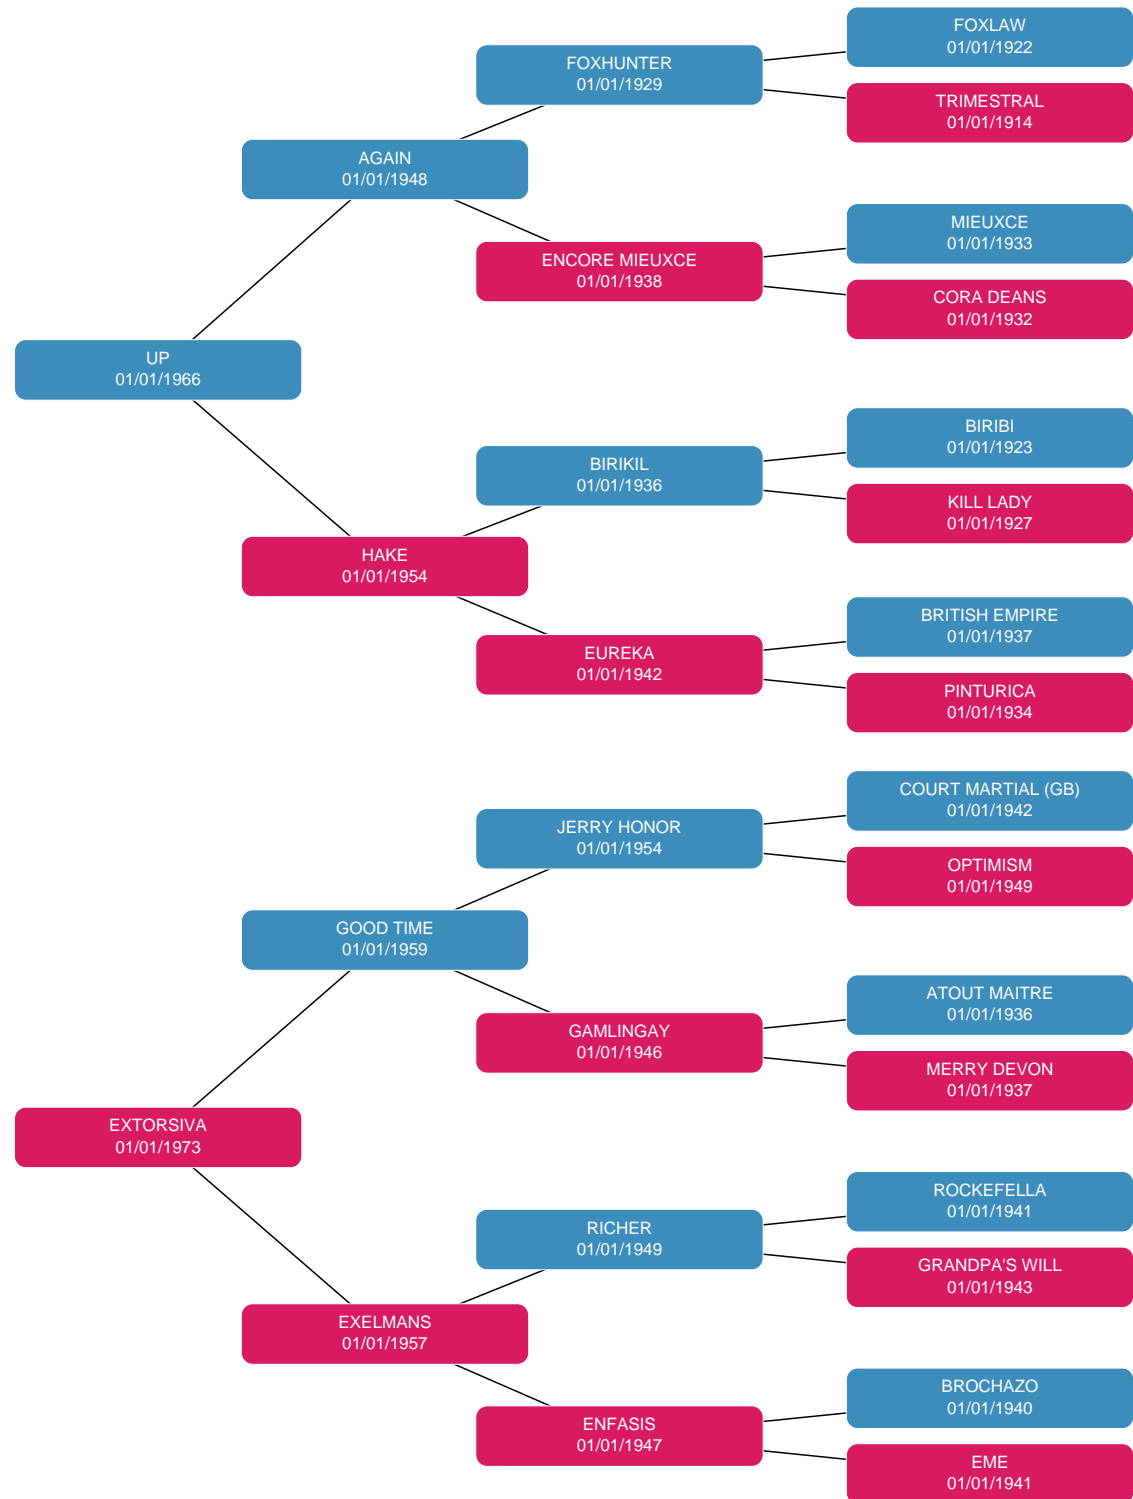 FOXLAW
01/01/1922
FOXHUNTER
01/01/1929
TRIMESTRAL
01/01/1914
AGAIN
01/01/1948
MIEUXCE
01/01/1933
ENCORE MIEUXCE
01/01/1938
CORA DEANS
01/01/1932
UP
01/01/1966
BIRIBI
01/01/1923
BIRIKIL
01/01/1936
KILL LADY
01/01/1927
HAKE
01/01/1954
BRITISH EMPIRE
01/01/1937
EUREKA
01/01/1942
PINTURICA
01/01/1934
COURT MARTIAL (GB)
01/01/1942
JERRY HONOR
01/01/1954
OPTIMISM
01/01/1949
GOOD TIME
01/01/1959
ATOUT MAITRE
01/01/1936
GAMLINGAY
01/01/1946
MERRY DEVON
01/01/1937
EXTORSIVA
01/01/1973
ROCKEFELLA
01/01/1941
RICHER
01/01/1949
GRANDPA'S WILL
01/01/1943
EXELMANS
01/01/1957
BROCHAZO
01/01/1940
ENFASIS
01/01/1947
EME
01/01/1941